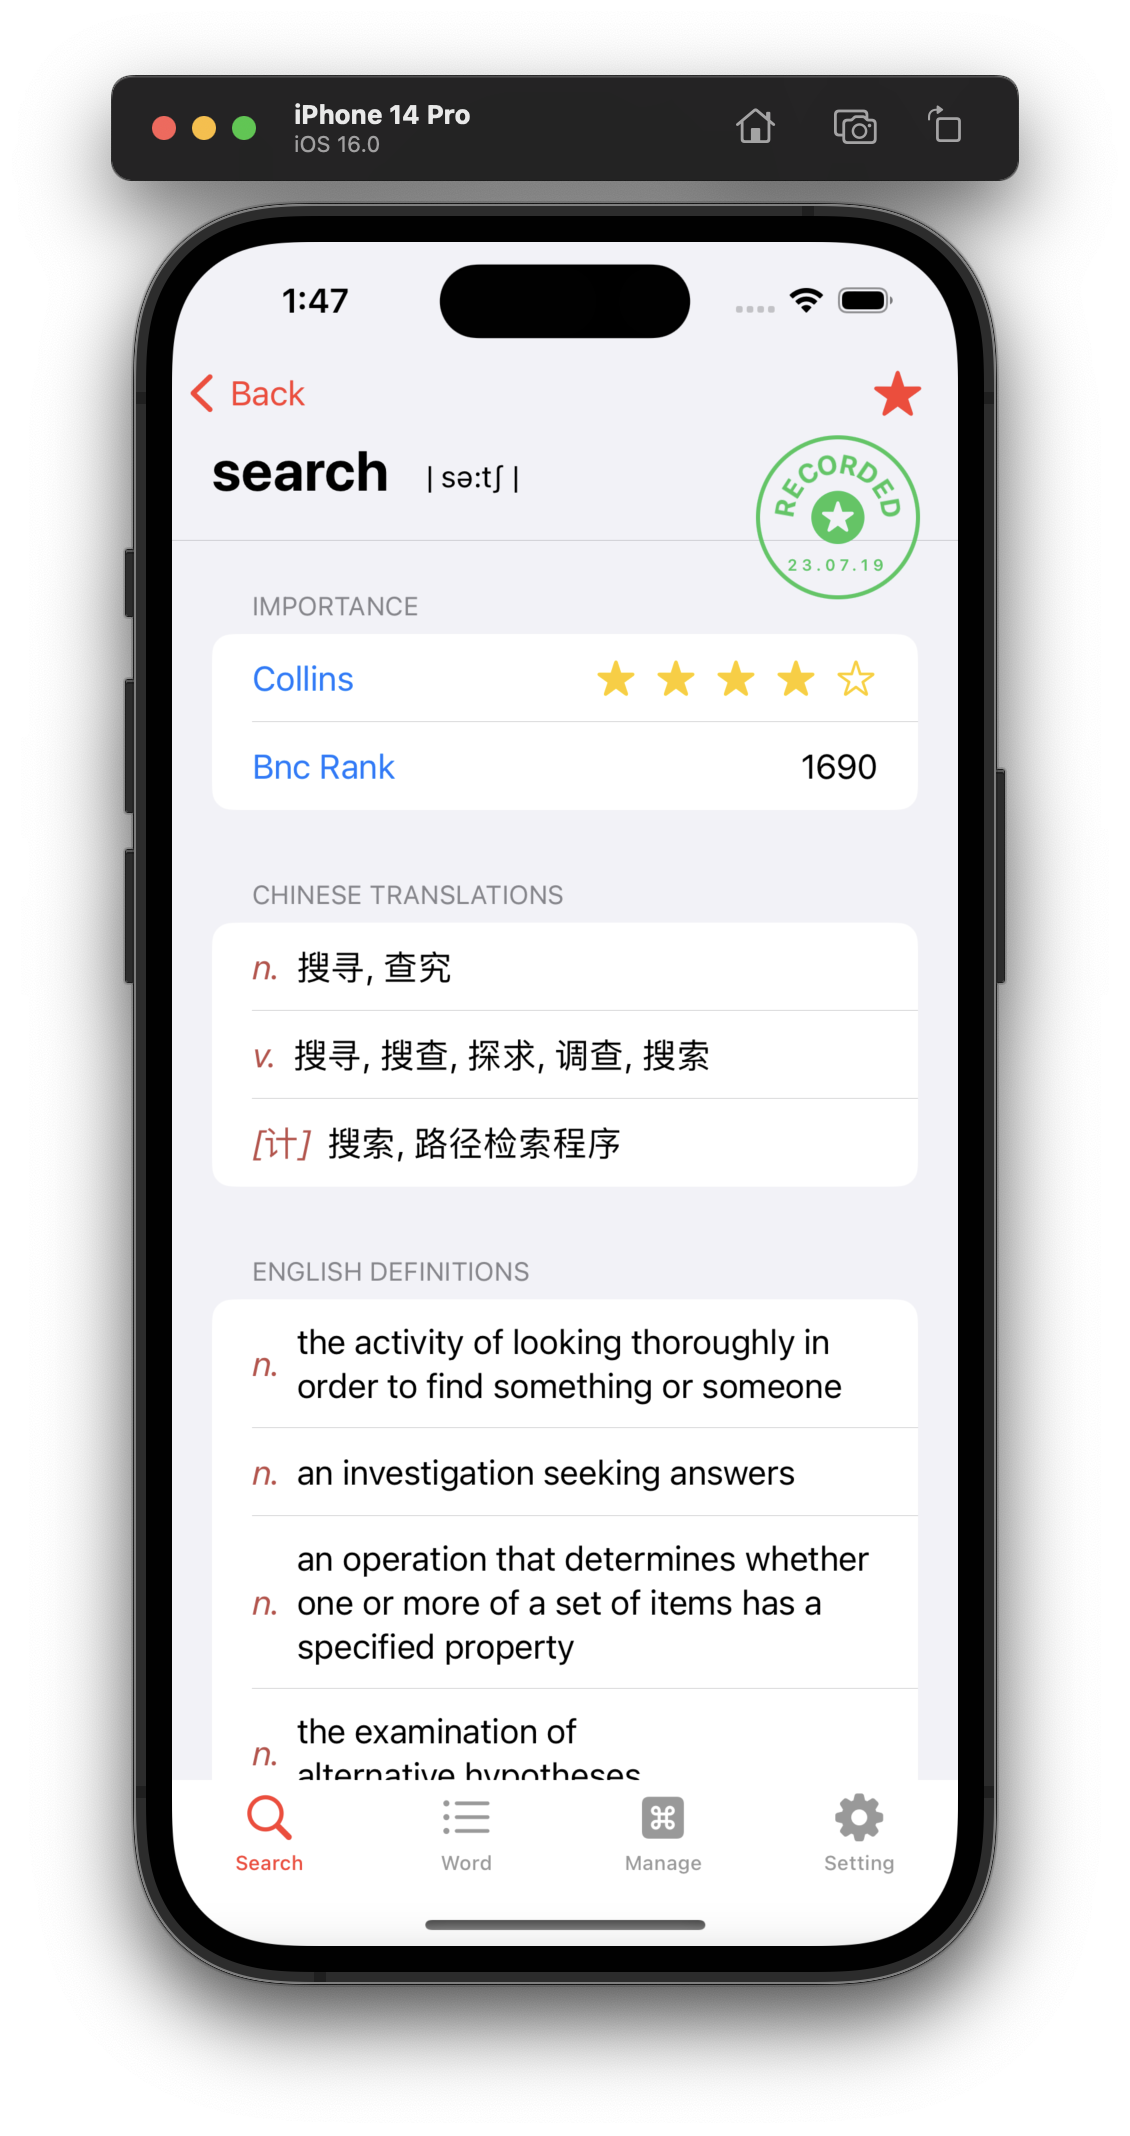 iPhone 14 Pro
iOS 16.0
1:47
Back
search | sə:tʃ |
RECORDED
23.07.19
IMPORTANCE
Collins
Bnc Rank 1690
CHINESE TRANSLATIONS
n. 搜寻, 查究
v. 搜寻, 搜查, 探求, 调查, 搜索
[计] 搜索, 路径检索程序
ENGLISH DEFINITIONS
n. the activity of looking thoroughly in
order to find something or someone
n. an investigation seeking answers
an operation that determines whether
n. one or more of a set of items has a
specified property
n. the examination of
alternative hypotheses
Search Word Manage Setting